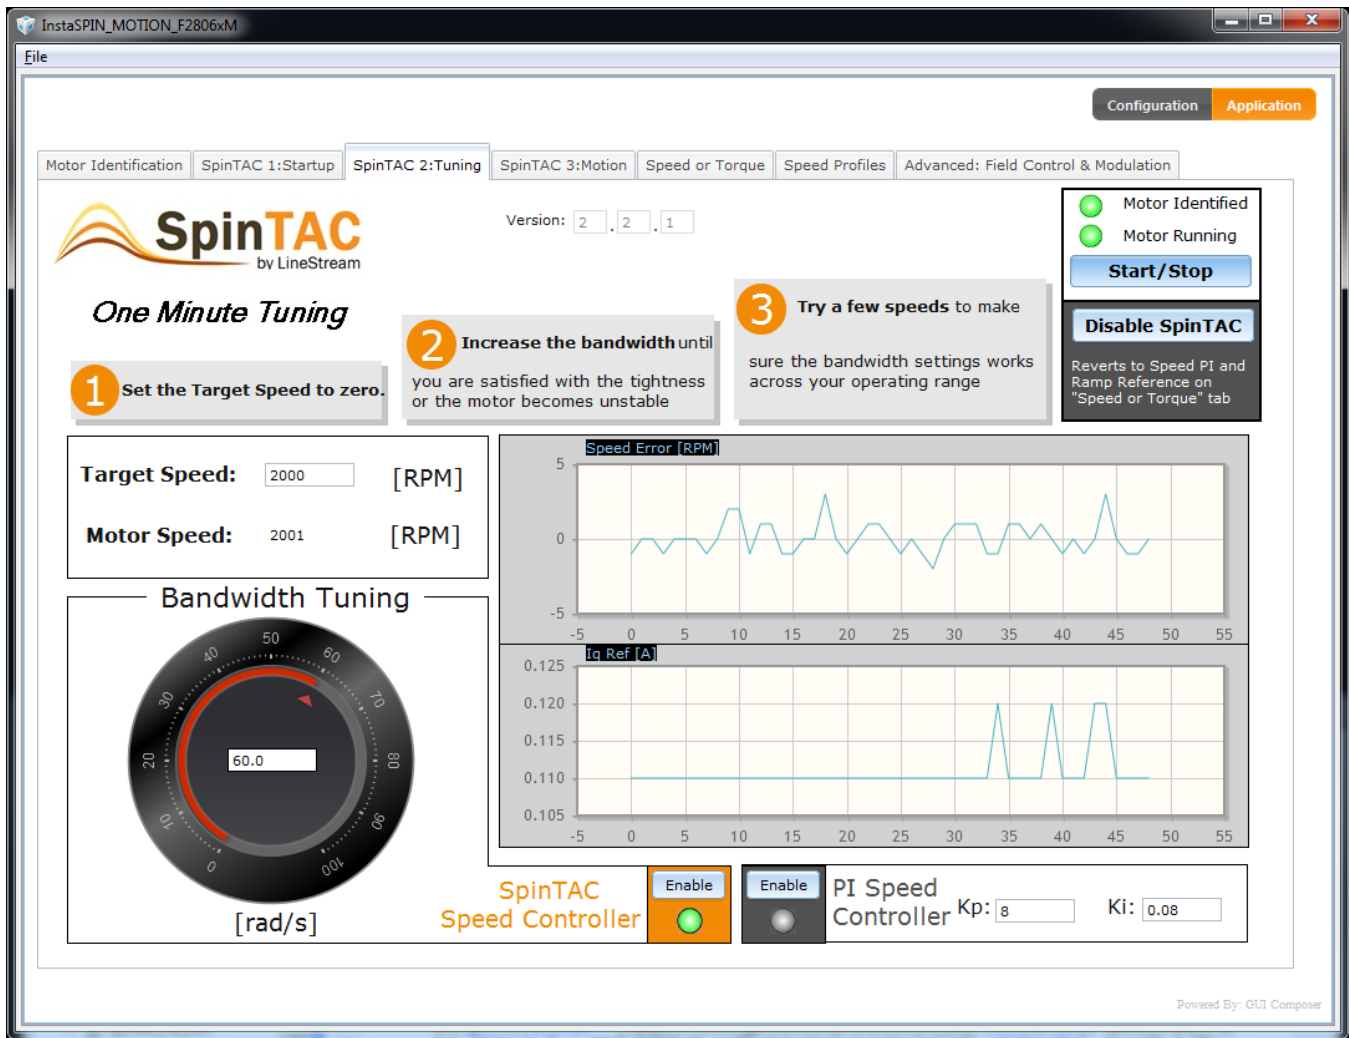 InstaSPIN_MOTION_F2806xM
File
Configuration Application
Motor Identification SpinTAC 1:Startup SpinTAC 2:Tuning SpinTAC 3:Motion Speed or Torque Speed Profiles Advanced: Field Control & Modulation
SpinTAC
by LineStream
Version: 2 . 2 . 1
Motor Identified
Motor Running
Start/Stop
Disable SpinTAC
Reverts to Speed PI and
Ramp Reference on
"Speed or Torque" tab
One Minute Tuning
1 Set the Target Speed to zero.
2 Increase the bandwidth until
you are satisfied with the tightness
or the motor becomes unstable
3 Try a few speeds to make
sure the bandwidth settings works
across your operating range
Target Speed: 2000 [RPM]
Motor Speed: 2001 [RPM]
Bandwidth Tuning
0 10 20 30 40 50 60 70 80 90 100
60.0
[rad/s]
Speed Error [RPM]
5
0
-5
-5 0 5 10 15 20 25 30 35 40 45 50 55
Iq Ref [A]
0.125
0.120
0.115
0.110
0.105
-5 0 5 10 15 20 25 30 35 40 45 50 55
SpinTAC
Speed Controller
Enable
Enable
PI Speed
Controller
Kp: 8
Ki: 0.08
Powered By: GUI Composer